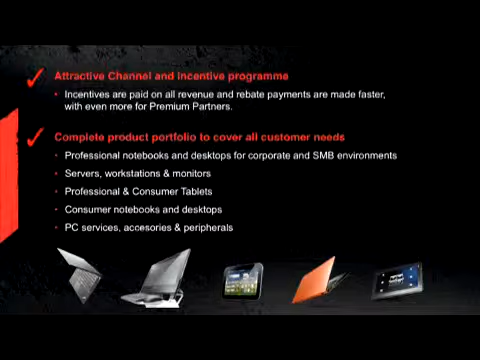 Attractive Channel and Incentive programme
• Incentives are paid on all revenue and rebate payments are made faster,
with even more for Premium Partners.
Complete product portfolio to cover all customer needs
• Professional notebooks and desktops for corporate and SMB environments
• Servers, workstations & monitors
• Professional & Consumer Tablets
• Consumer notebooks and desktops
• PC services, accesories & peripherals